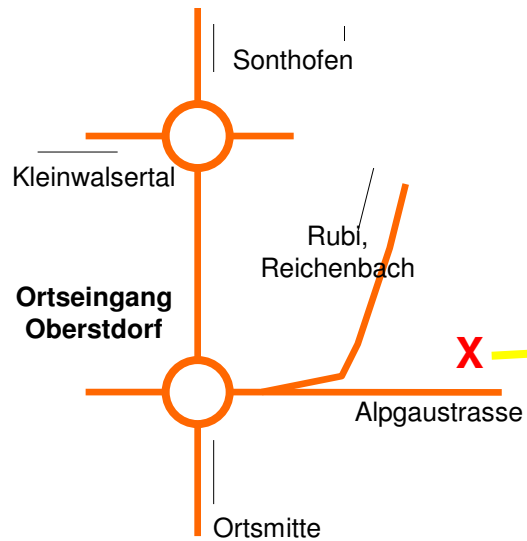 Sonthofen
Kleinwalsertal
Rubi,
Reichenbach
Ortseingang
Oberstdorf
X
Alpgaustrasse
Ortsmitte